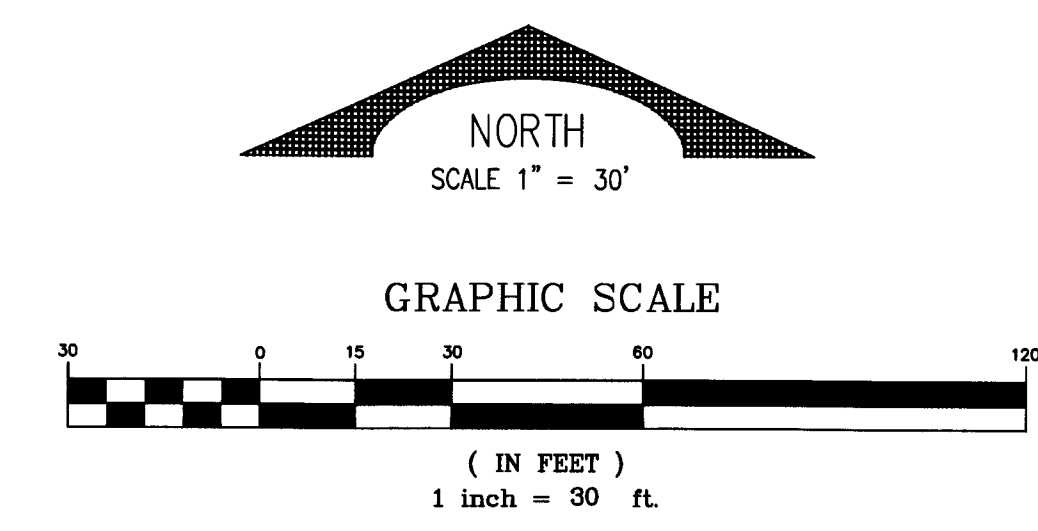 NORTH
SCALE 1" = 30'
GRAPHIC SCALE
30 0 15 30 60 120
( IN FEET )
1 inch = 30 ft.